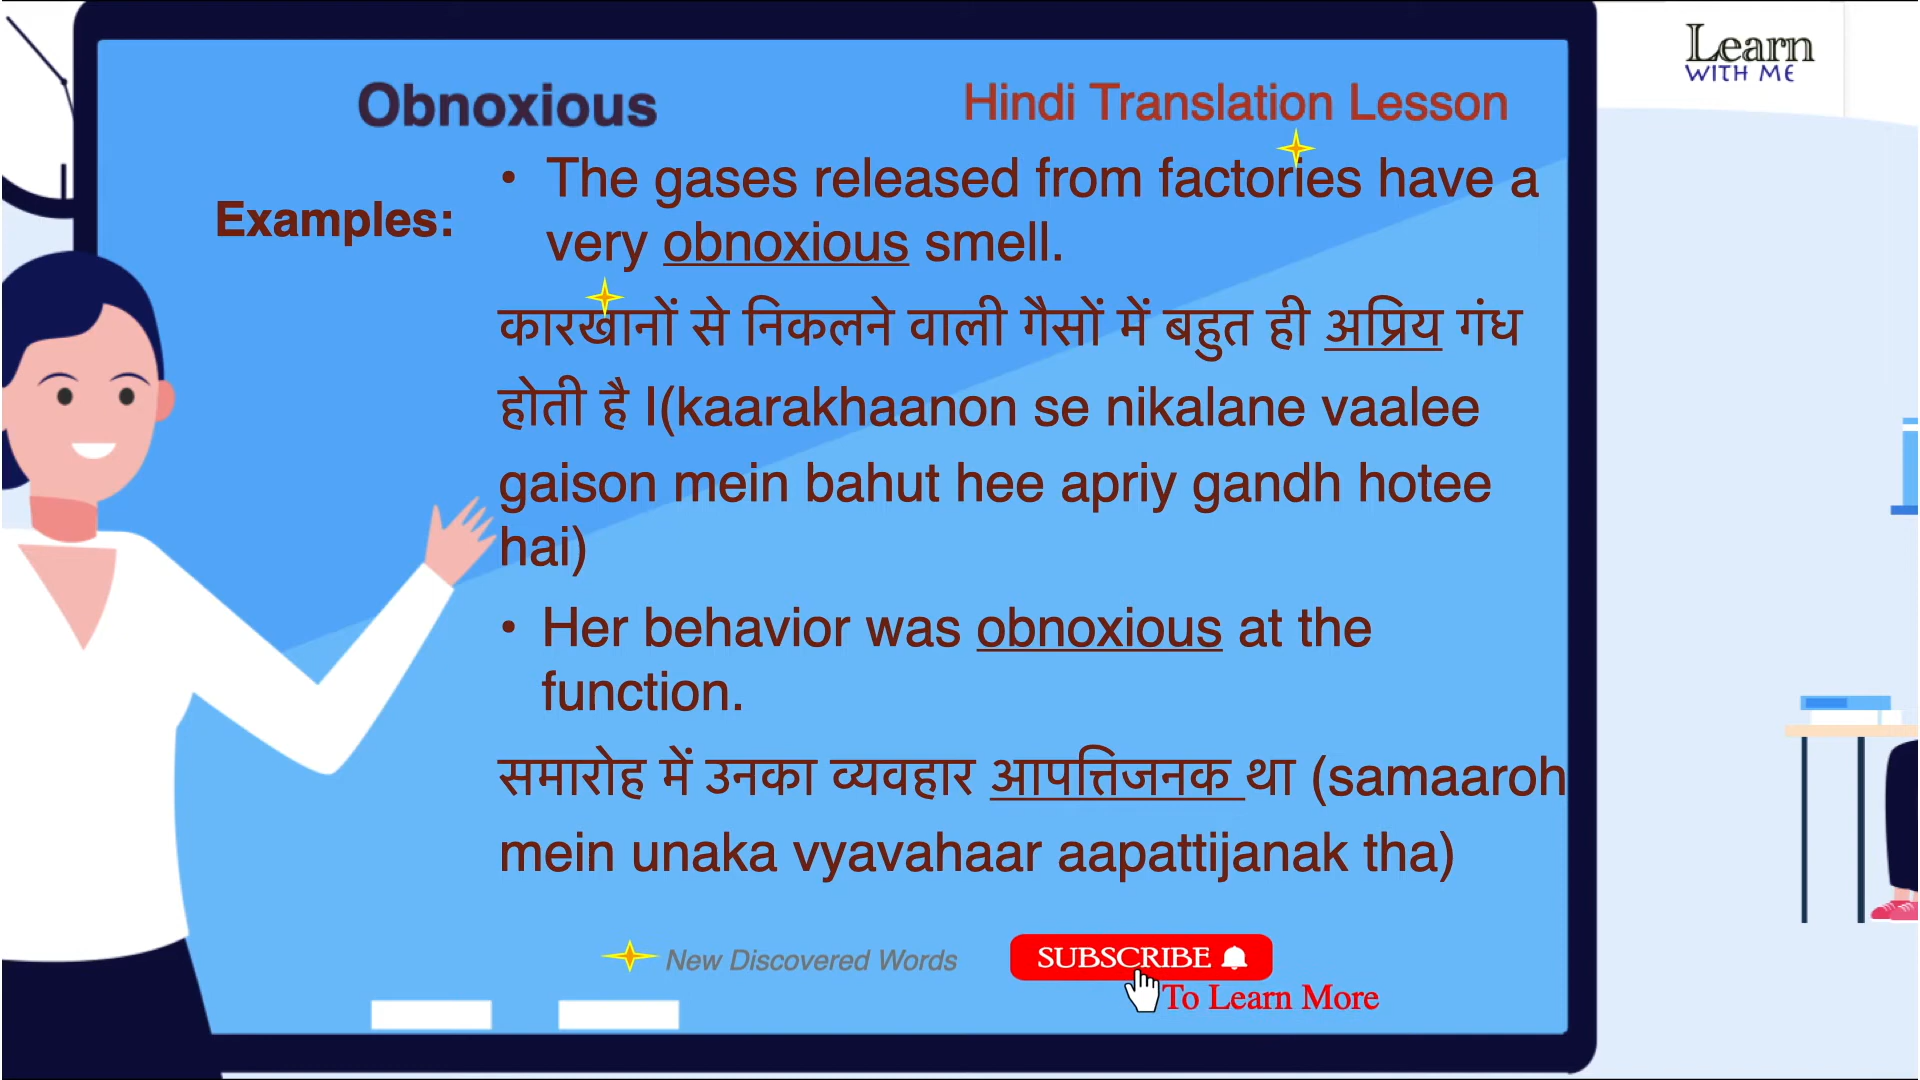 Learn
WITH ME
Obnoxious
Hindi Translation Lesson
Examples:
• The gases released from factories have a
very obnoxious smell.
कारखानों से निकलने वाली गैसों में बहुत ही अप्रिय गंध
होती है l(kaarakhaanon se nikalane vaalee
gaison mein bahut hee apriy gandh hotee
hai)
• Her behavior was obnoxious at the
function.
समारोह में उनका व्यवहार आपत्तिजनक था (samaaroh
mein unaka vyavahaar aapattijanak tha)
New Discovered Words
SUBSCRIBE
To Learn More